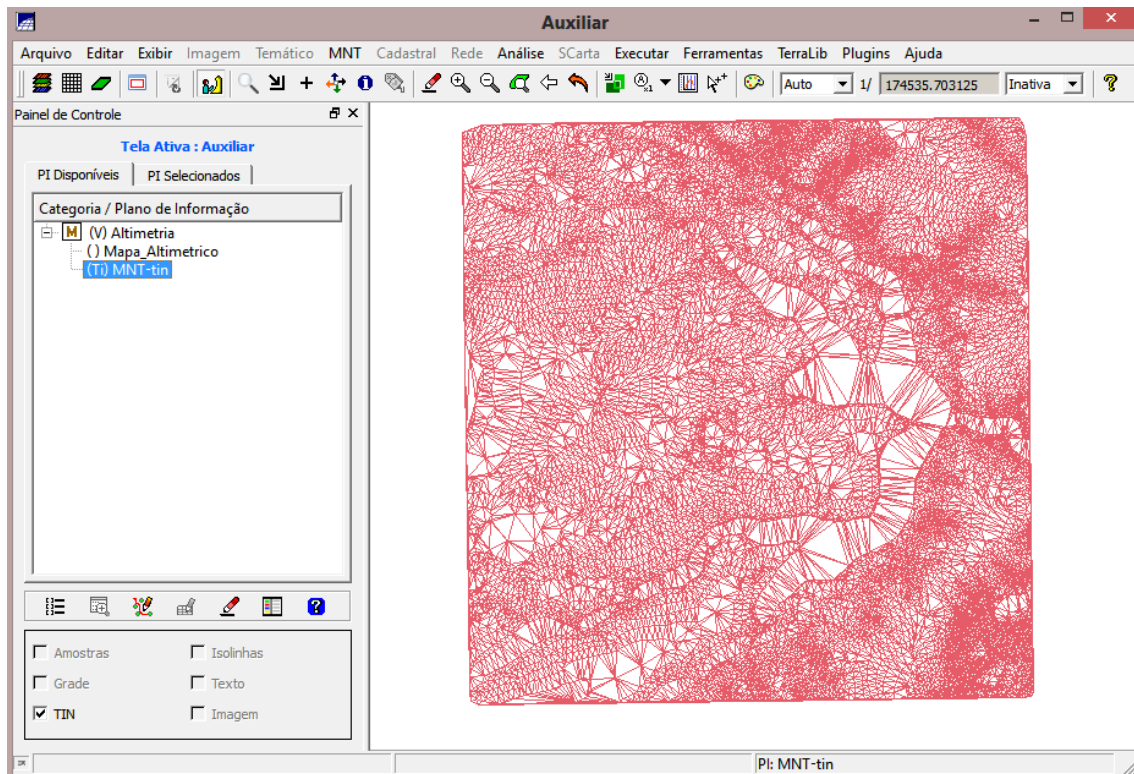 Auxiliar
Arquivo Editar Exibir Imagem Temático MNT Cadastral Rede Análise SCarta Executar Ferramentas TerraLib Plugins Ajuda
Auto 1/ 174535.703125 Inativa
Painel de Controle
Tela Ativa : Auxiliar
PI Disponíveis PI Selecionados
Categoria / Plano de Informação
M (V) Altimetria
( ) Mapa_Altimetrico
(Ti) MNT-tin
Amostras Isolinhas
Grade Texto
TIN Imagem
PI: MNT-tin